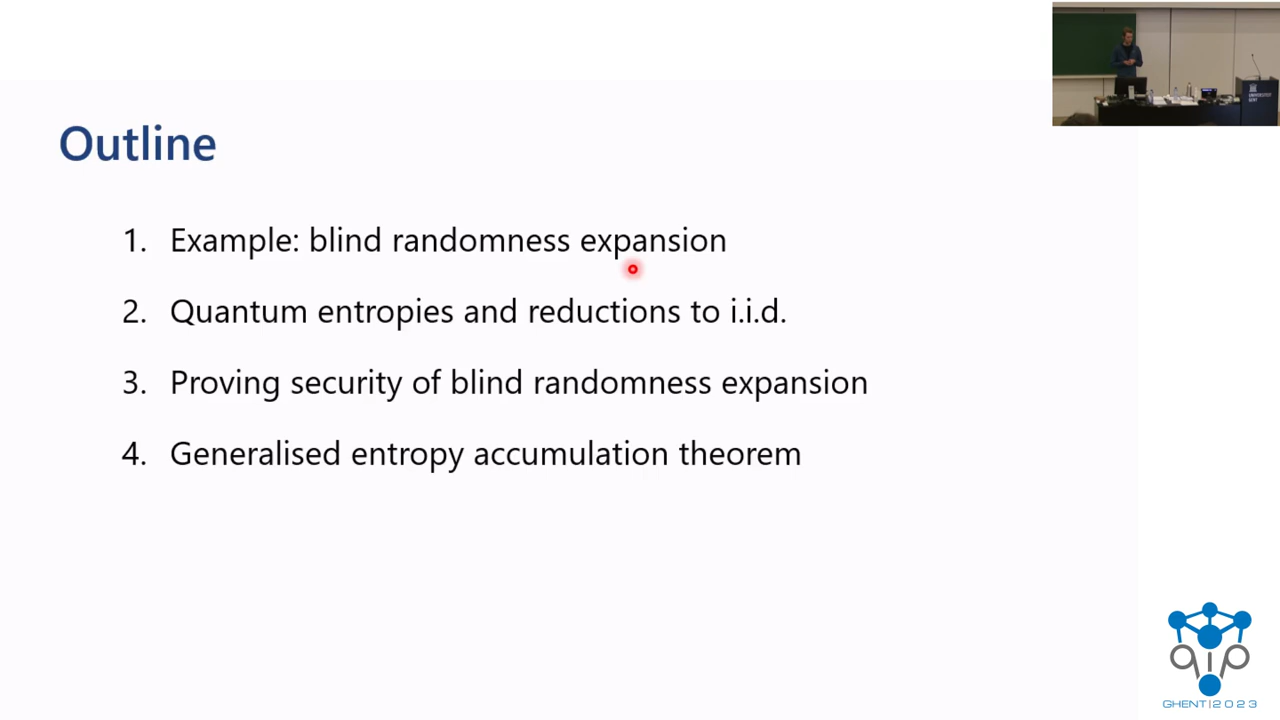 Outline
1. Example: blind randomness expansion
2. Quantum entropies and reductions to i.i.d.
3. Proving security of blind randomness expansion
4. Generalised entropy accumulation theorem
qip
GHENT|2023